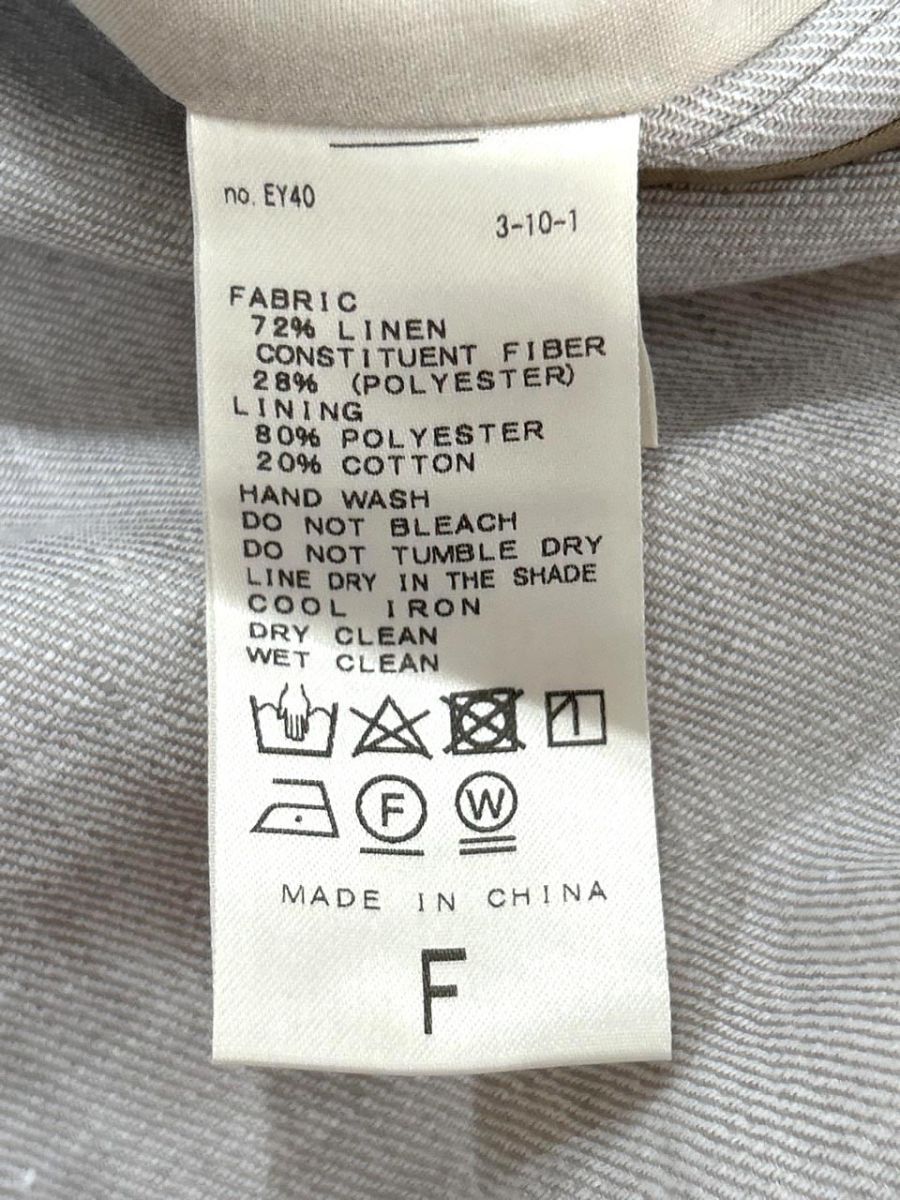 no. EY40
3-10-1
FABRIC
72% LINEN
CONSTITUENT FIBER
28% (POLYESTER)
LINING
80% POLYESTER
20% COTTON
HAND WASH
DO NOT BLEACH
DO NOT TUMBLE DRY
LINE DRY IN THE SHADE
COOL IRON
DRY CLEAN
WET CLEAN
F W
MADE IN CHINA
F